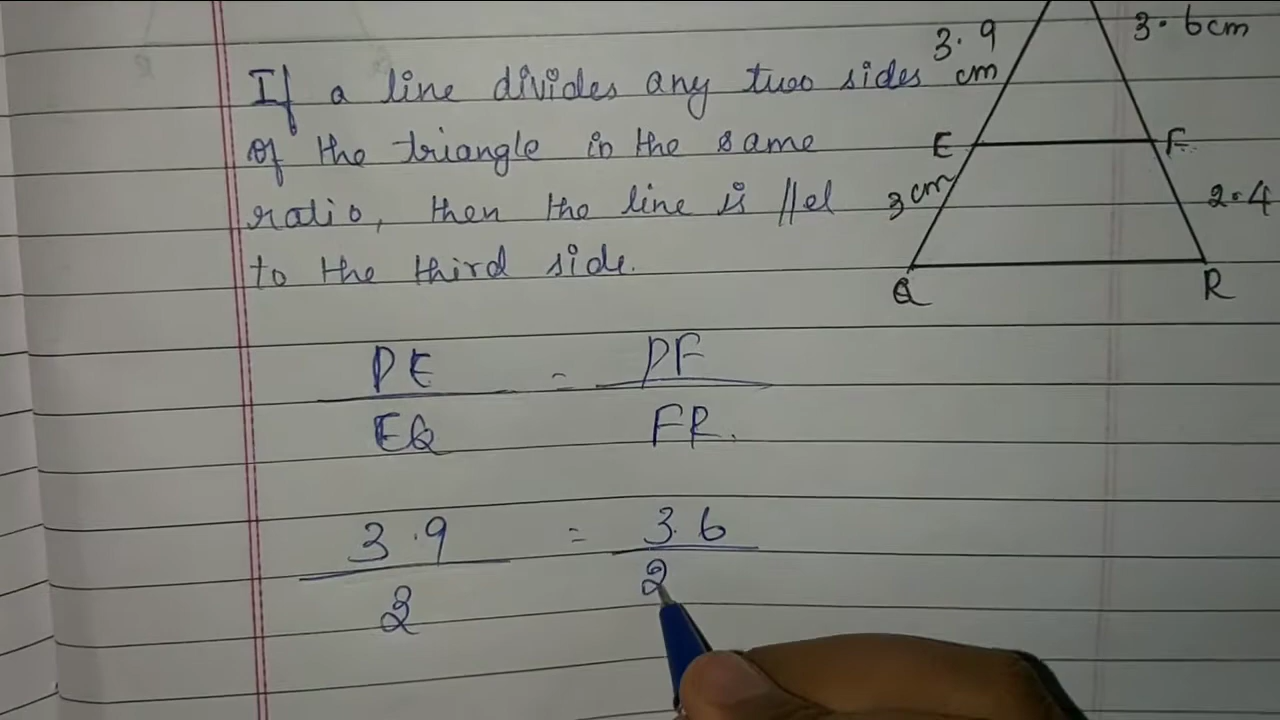 If a line divides any two sides
of the triangle in the same
ratio, then the line is //el
to the third side.
3.9
cm
3.6cm
E
F
3cm
2.4
Q
R
PE = PF
EQ FR.
3.9 = 3.6
3 2